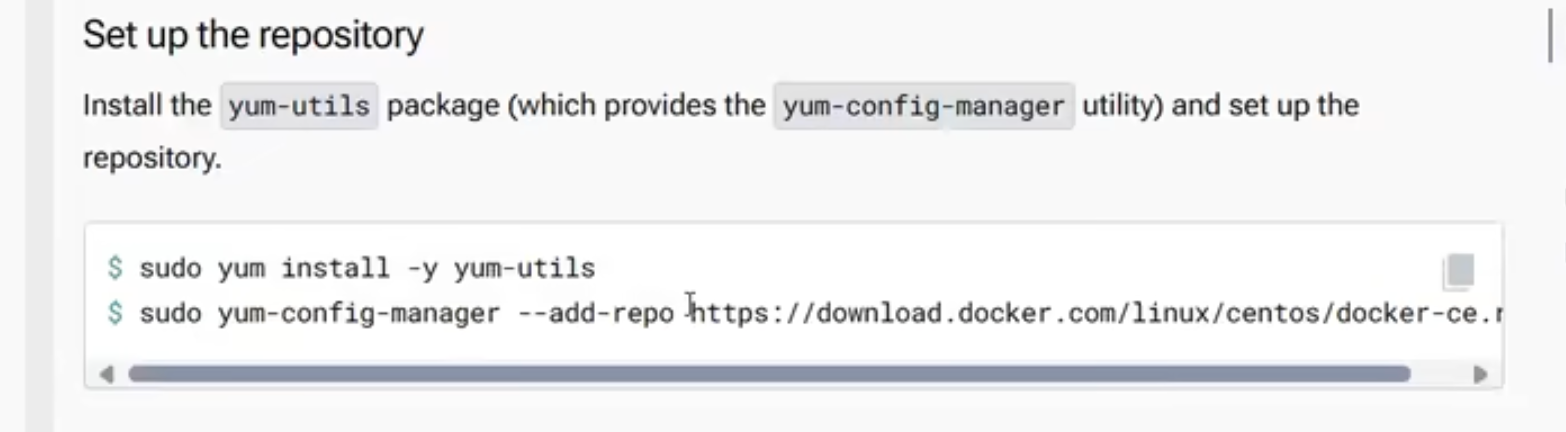 Set up the repository
Install the yum-utils package (which provides the yum-config-manager utility) and set up the
repository.
$ sudo yum install -y yum-utils
$ sudo yum-config-manager --add-repo https://download.docker.com/linux/centos/docker-ce.r